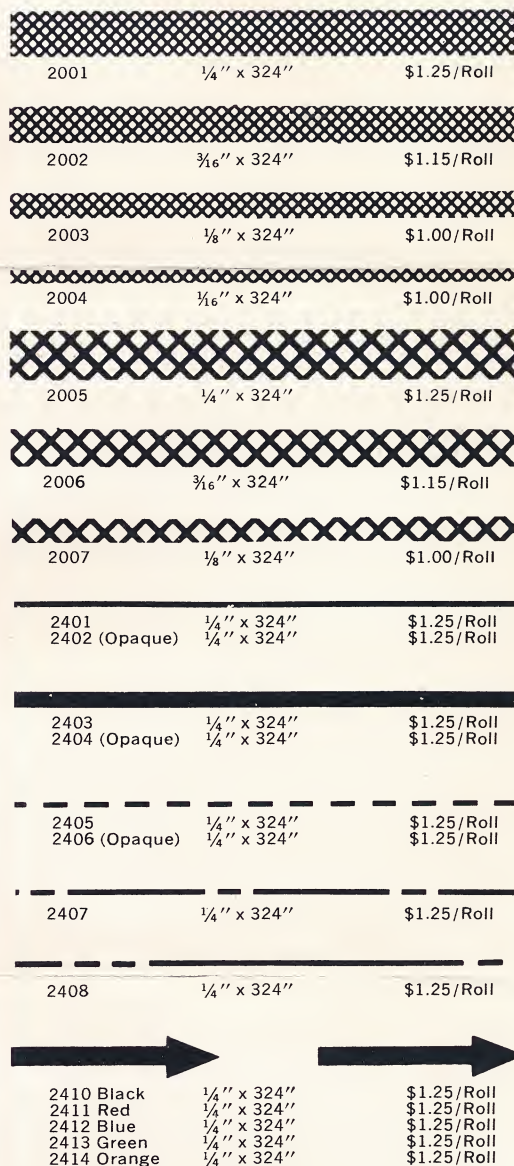 2001 ¼″ x 324″ $1.25/Roll
2002 3⁄16″ x 324″ $1.15/Roll
2003 ⅛″ x 324″ $1.00/Roll
2004 1⁄16″ x 324″ $1.00/Roll
2005 ¼″ x 324″ $1.25/Roll
2006 3⁄16″ x 324″ $1.15/Roll
2007 ⅛″ x 324″ $1.00/Roll
2401 ¼″ x 324″ $1.25/Roll
2402 (Opaque) ¼″ x 324″ $1.25/Roll
2403 ¼″ x 324″ $1.25/Roll
2404 (Opaque) ¼″ x 324″ $1.25/Roll
2405 ¼″ x 324″ $1.25/Roll
2406 (Opaque) ¼″ x 324″ $1.25/Roll
2407 ¼″ x 324″ $1.25/Roll
2408 ¼″ x 324″ $1.25/Roll
2410 Black ¼″ x 324″ $1.25/Roll
2411 Red ¼″ x 324″ $1.25/Roll
2412 Blue ¼″ x 324″ $1.25/Roll
2413 Green ¼″ x 324″ $1.25/Roll
2414 Orange ¼″ x 324″ $1.25/Roll